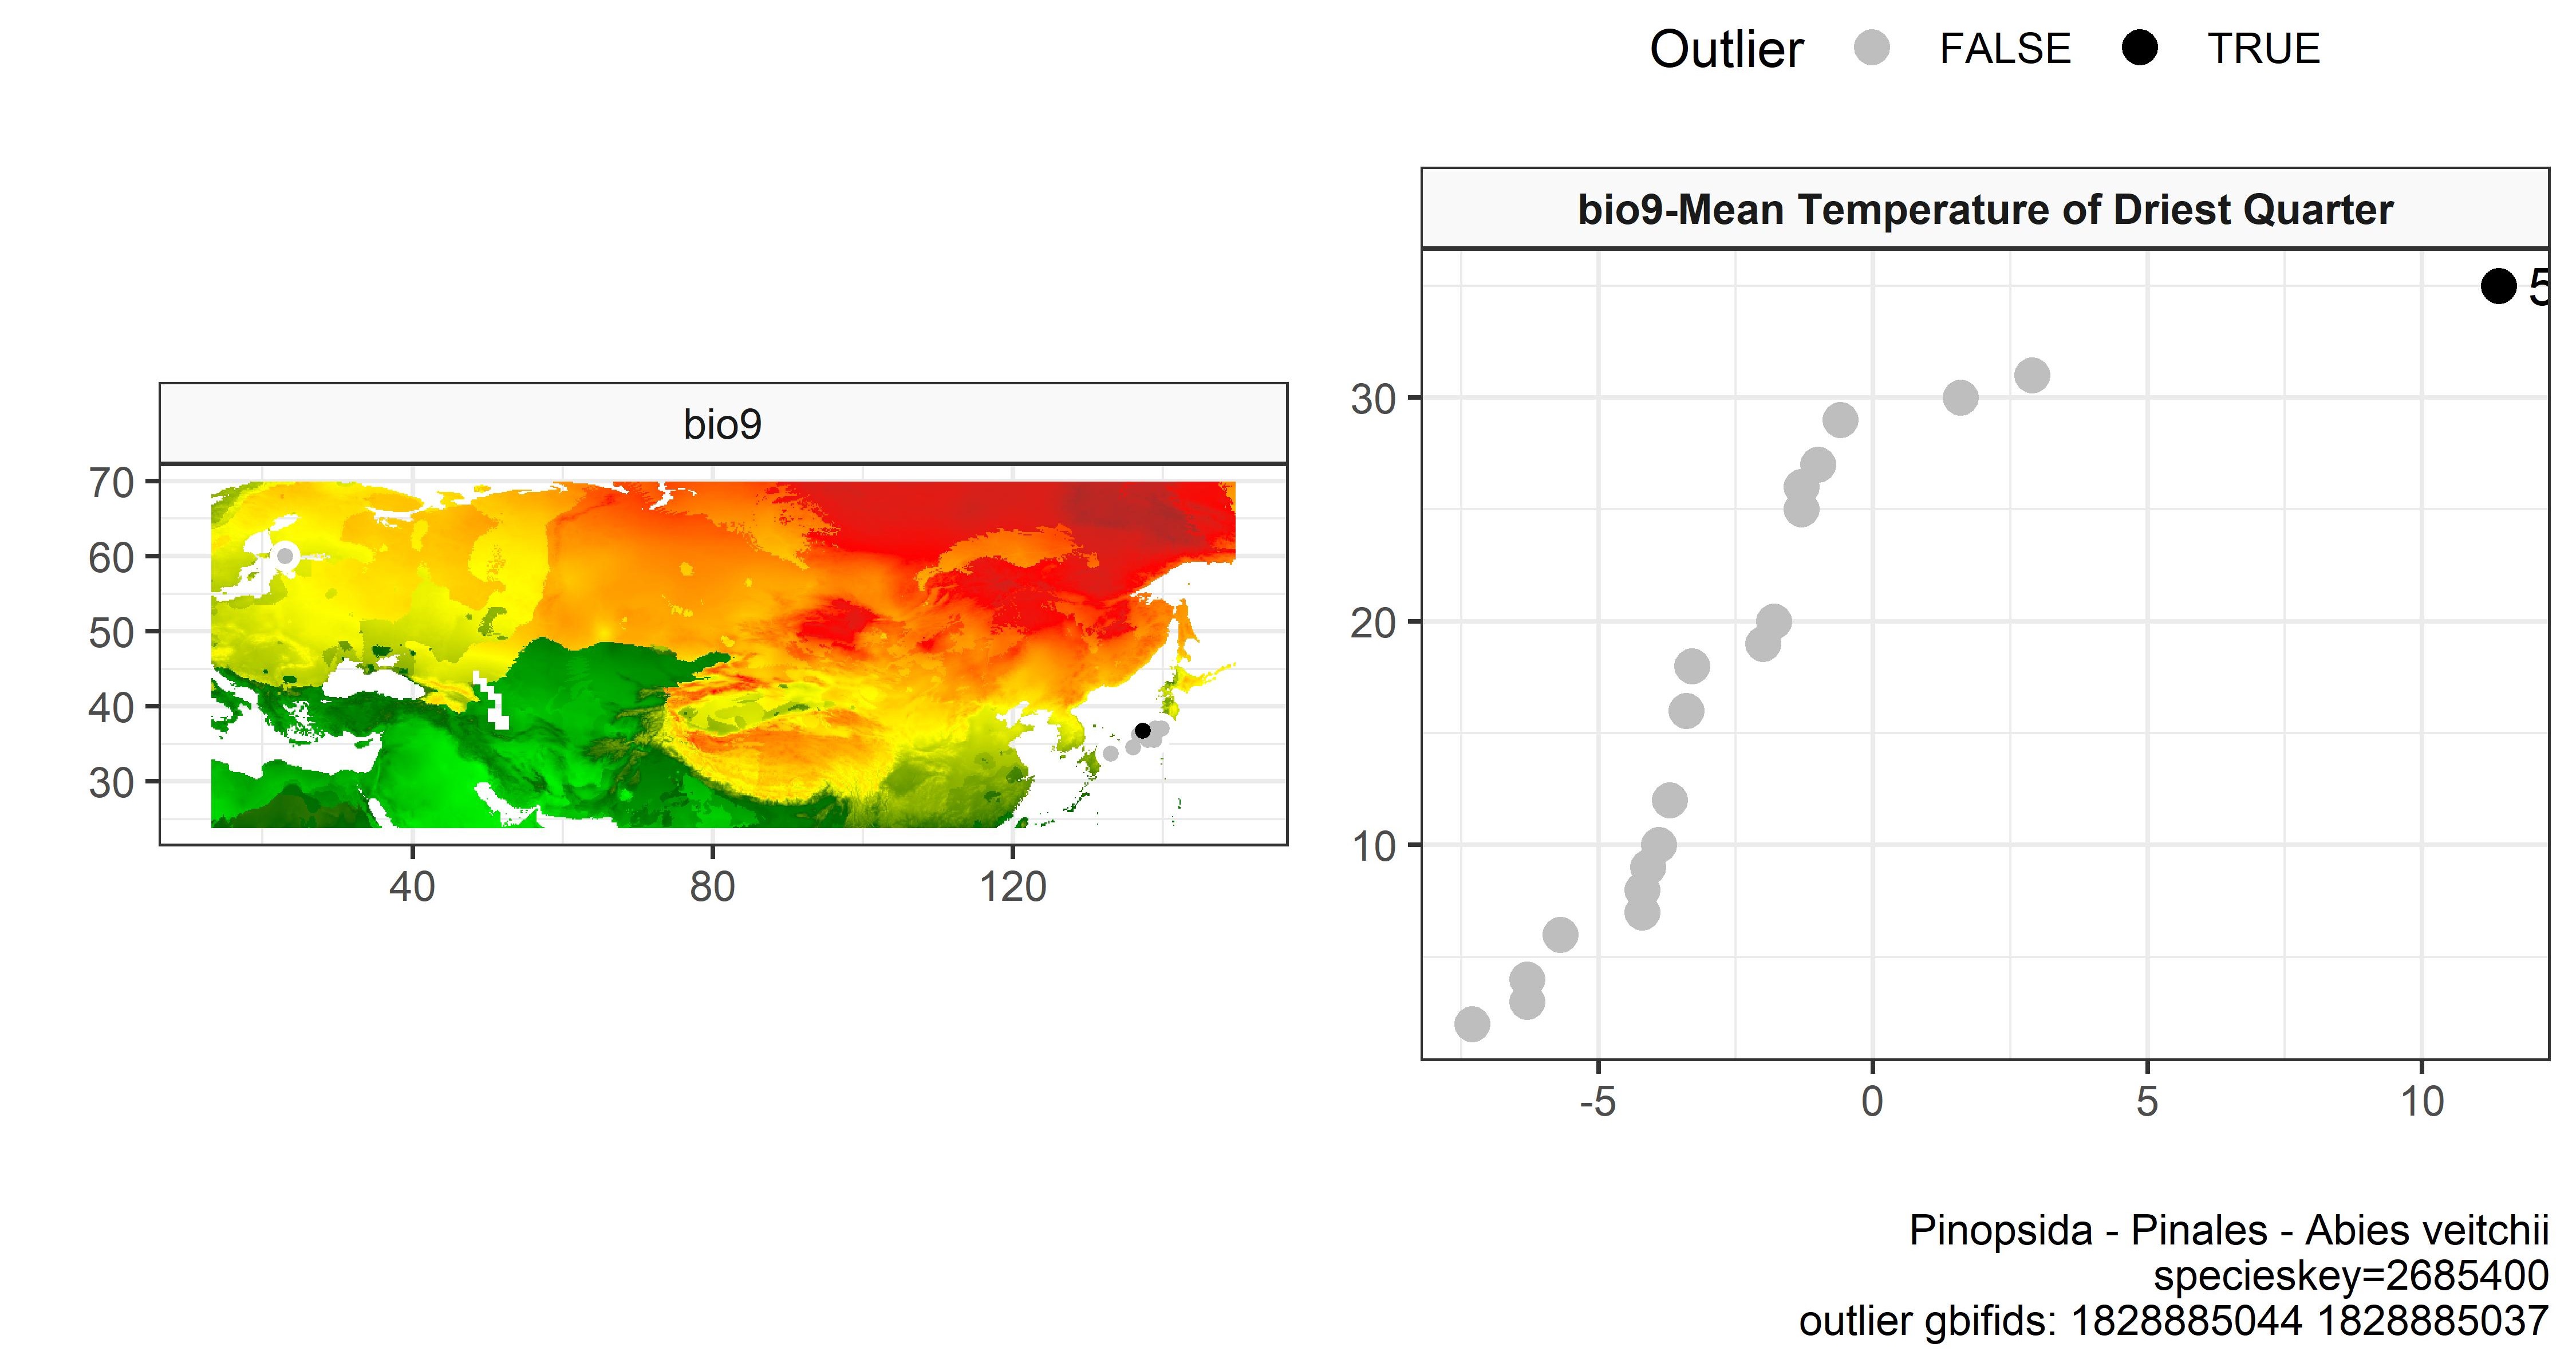 Outlier FALSE TRUE
bio9-Mean Temperature of Driest Quarter
5
30
20
10
-5 0 5 10
bio9
70
60
50
40
30
40 80 120
Pinopsida - Pinales - Abies veitchii
specieskey=2685400
outlier gbifids: 1828885044 1828885037